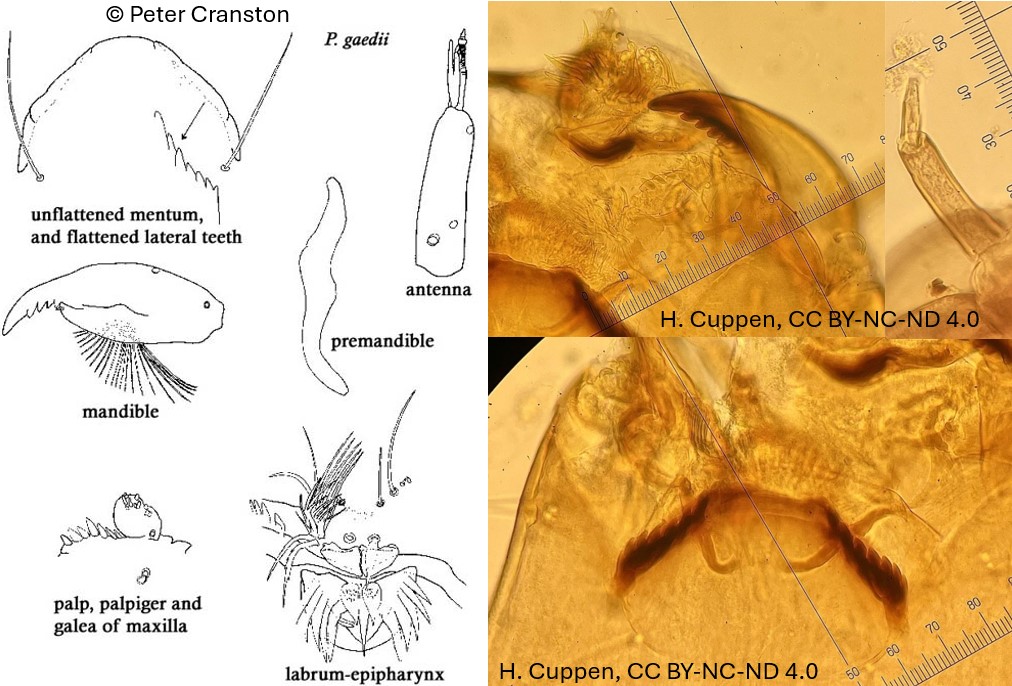 © Peter Cranston
P. gaedii
unflattened mentum,
and flattened lateral teeth
antenna
premandible
mandible
palp, palpiger and
galea of maxilla
labrum-epipharynx
10 20 30 40 50 60 70
30 40 50
H. Cuppen, CC BY-NC-ND 4.0
50 60 70 80
H. Cuppen, CC BY-NC-ND 4.0